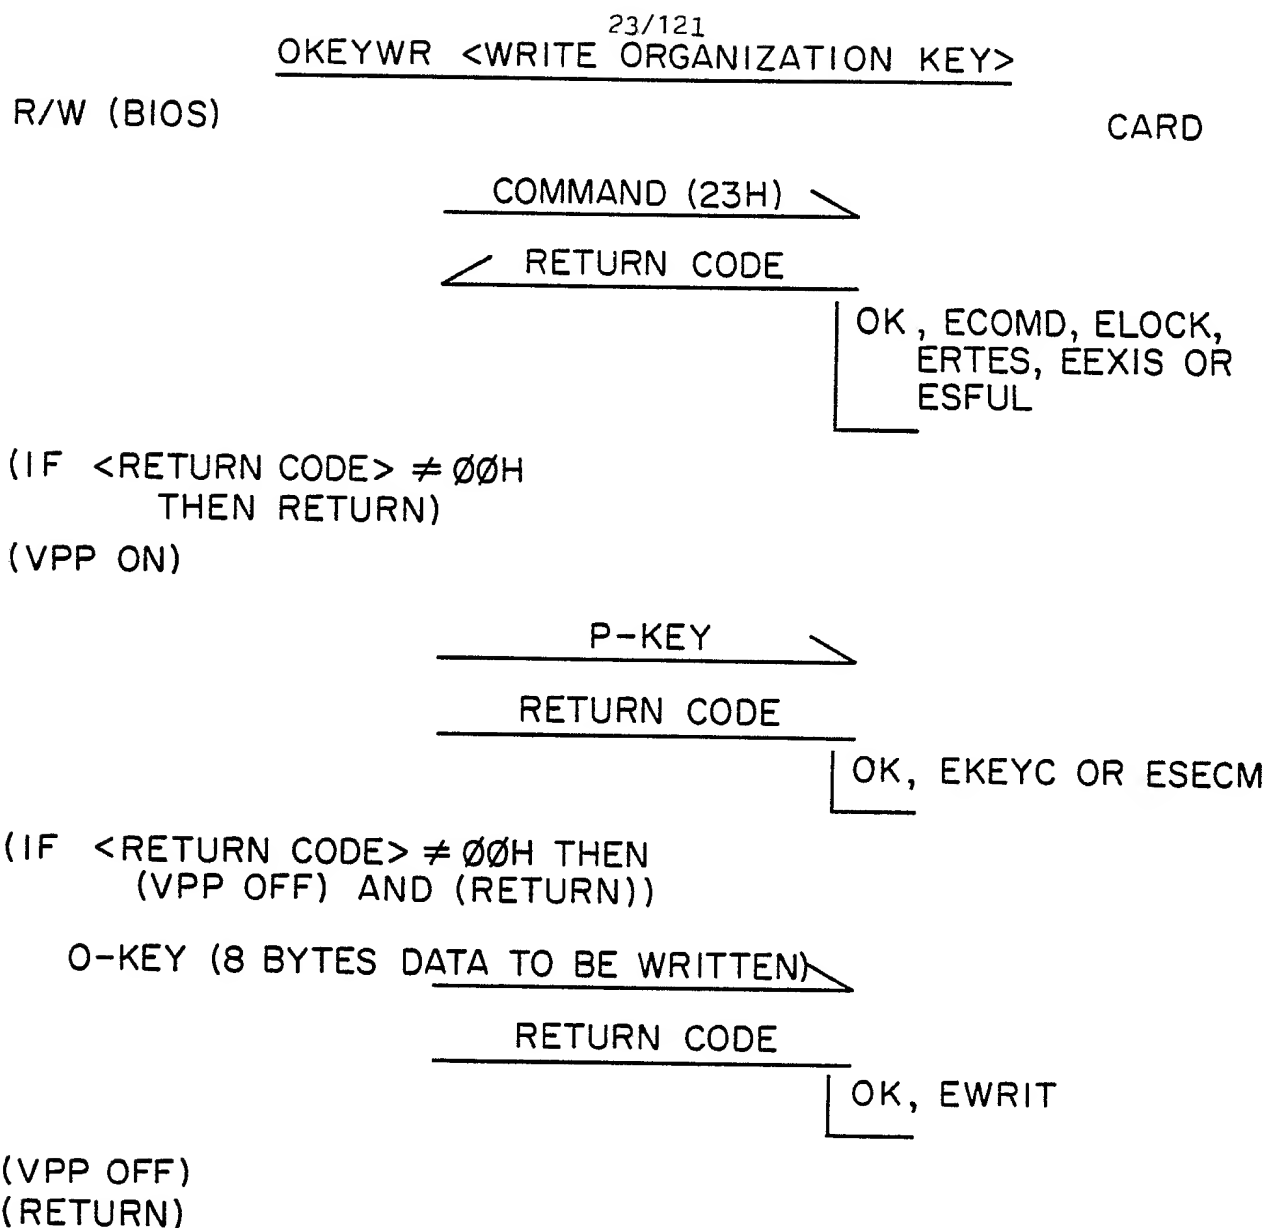 23/121
OKEYWR <WRITE ORGANIZATION KEY>
R/W (BIOS)
CARD
COMMAND (23H)
RETURN CODE
OK, ECOMD, ELOCK,
ERTES, EEXIS OR
ESFUL
(IF <RETURN CODE> ≠ ØØH
THEN RETURN)
(VPP ON)
P-KEY
RETURN CODE
OK, EKEYC OR ESECM
(IF <RETURN CODE> ≠ ØØH THEN
(VPP OFF) AND (RETURN))
O-KEY (8 BYTES DATA TO BE WRITTEN)
RETURN CODE
OK, EWRIT
(VPP OFF)
(RETURN)